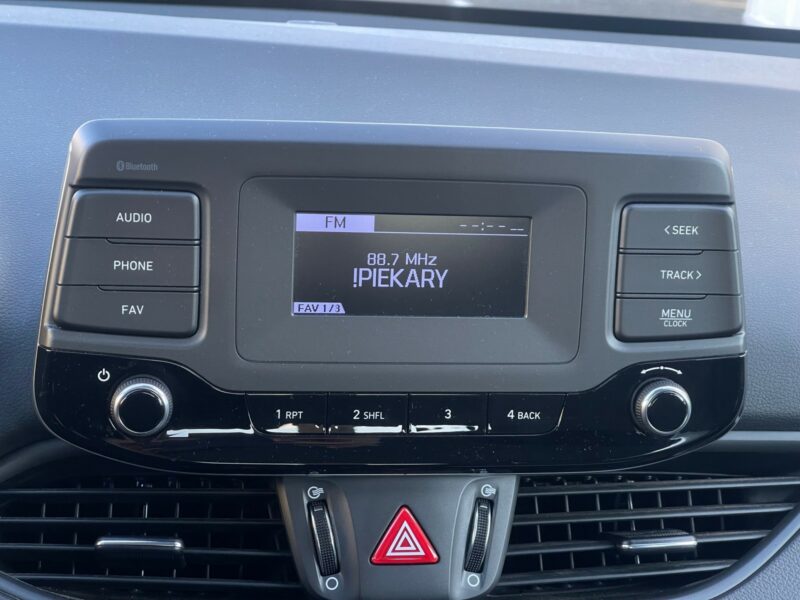 Bluetooth
AUDIO
PHONE
FAV
FM
--:-- __
88.7 MHz
!PIEKARY
FAV 1/3
< SEEK
TRACK >
MENU
CLOCK
1 RPT
2 SHFL
3
4 BACK